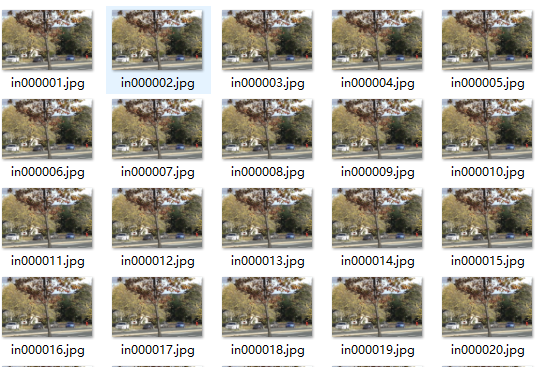 in000001.jpg in000002.jpg in000003.jpg in000004.jpg in000005.jpg
in000006.jpg in000007.jpg in000008.jpg in000009.jpg in000010.jpg
in000011.jpg in000012.jpg in000013.jpg in000014.jpg in000015.jpg
in000016.jpg in000017.jpg in000018.jpg in000019.jpg in000020.jpg